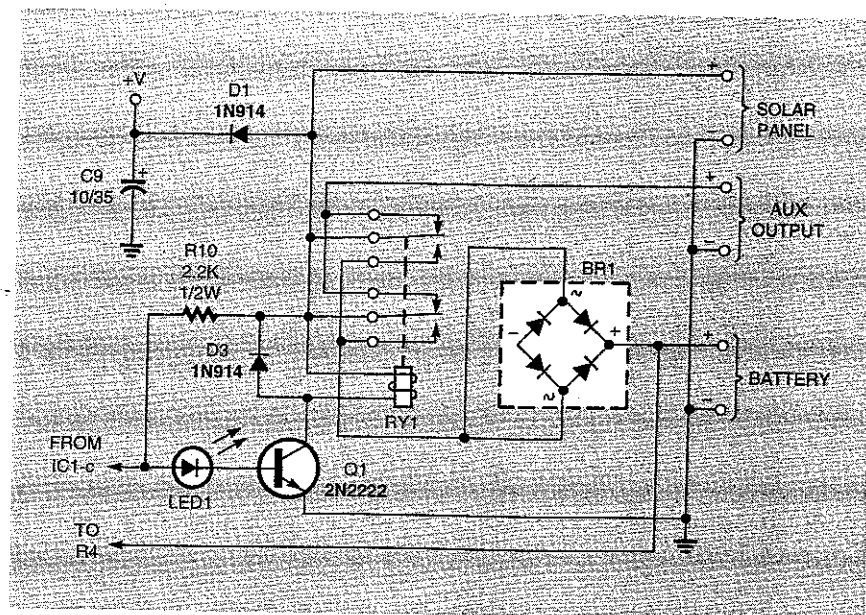 +V
D1
1N914
+
SOLAR
PANEL
−
C9
10/35
+
+
AUX
OUTPUT
−
R10
2.2K
1/2W
BR1
~
−
+
~
D3
1N914
+
BATTERY
−
RY1
FROM
IC1-c
LED1
Q1
2N2222
TO
R4